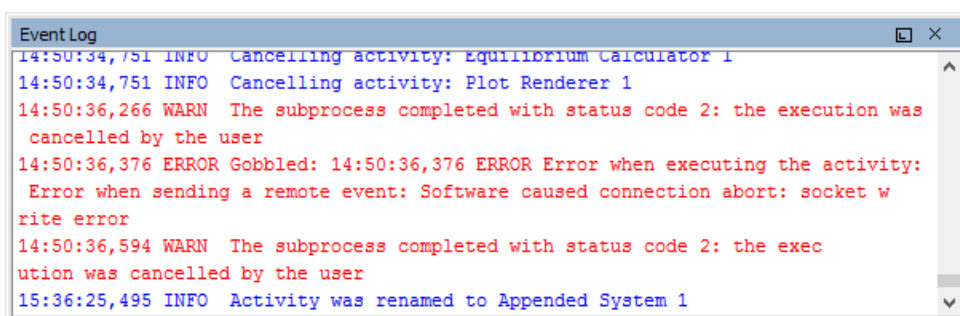 Event Log
14:50:34,751 INFO  Cancelling activity: Equilibrium Calculator 1
14:50:34,751 INFO  Cancelling activity: Plot Renderer 1
14:50:36,266 WARN  The subprocess completed with status code 2: the execution was
 cancelled by the user
14:50:36,376 ERROR Gobbled: 14:50:36,376 ERROR Error when executing the activity:
 Error when sending a remote event: Software caused connection abort: socket w
rite error
14:50:36,594 WARN  The subprocess completed with status code 2: the exec
ution was cancelled by the user
15:36:25,495 INFO  Activity was renamed to Appended System 1